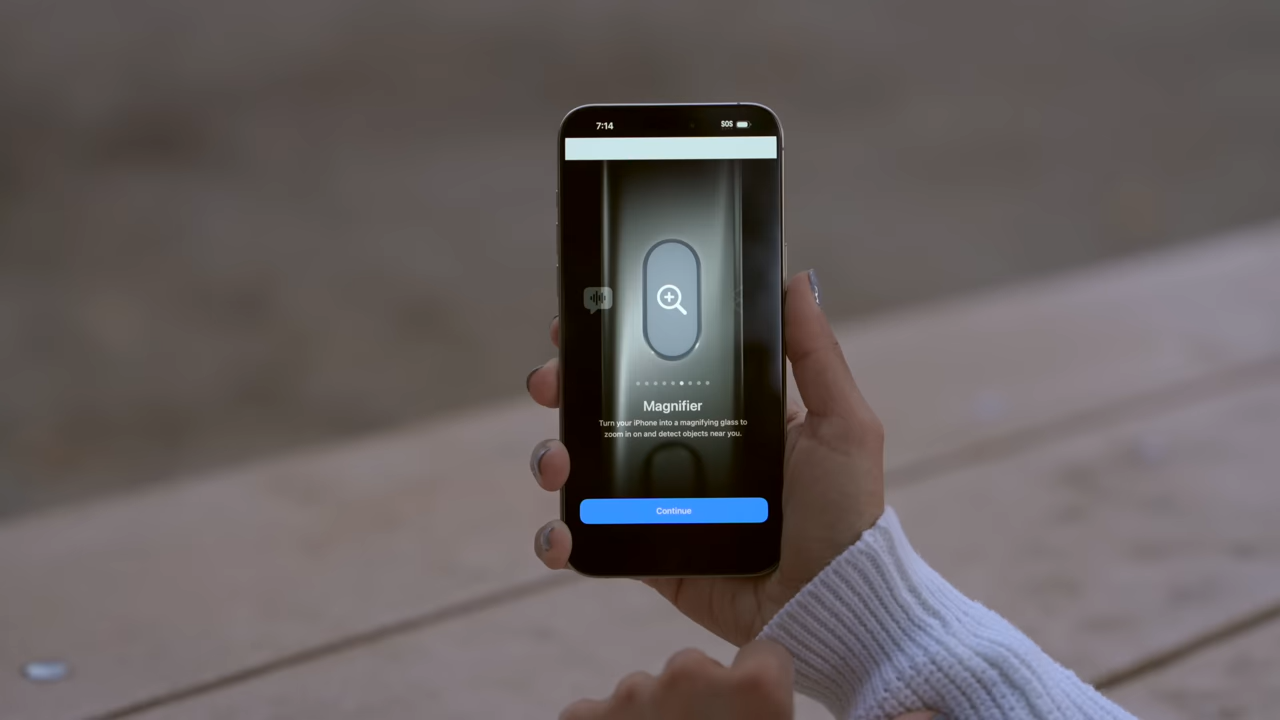 7:14
SOS
Magnifier
Turn your iPhone into a magnifying glass to
zoom in on and detect objects near you.
Continue